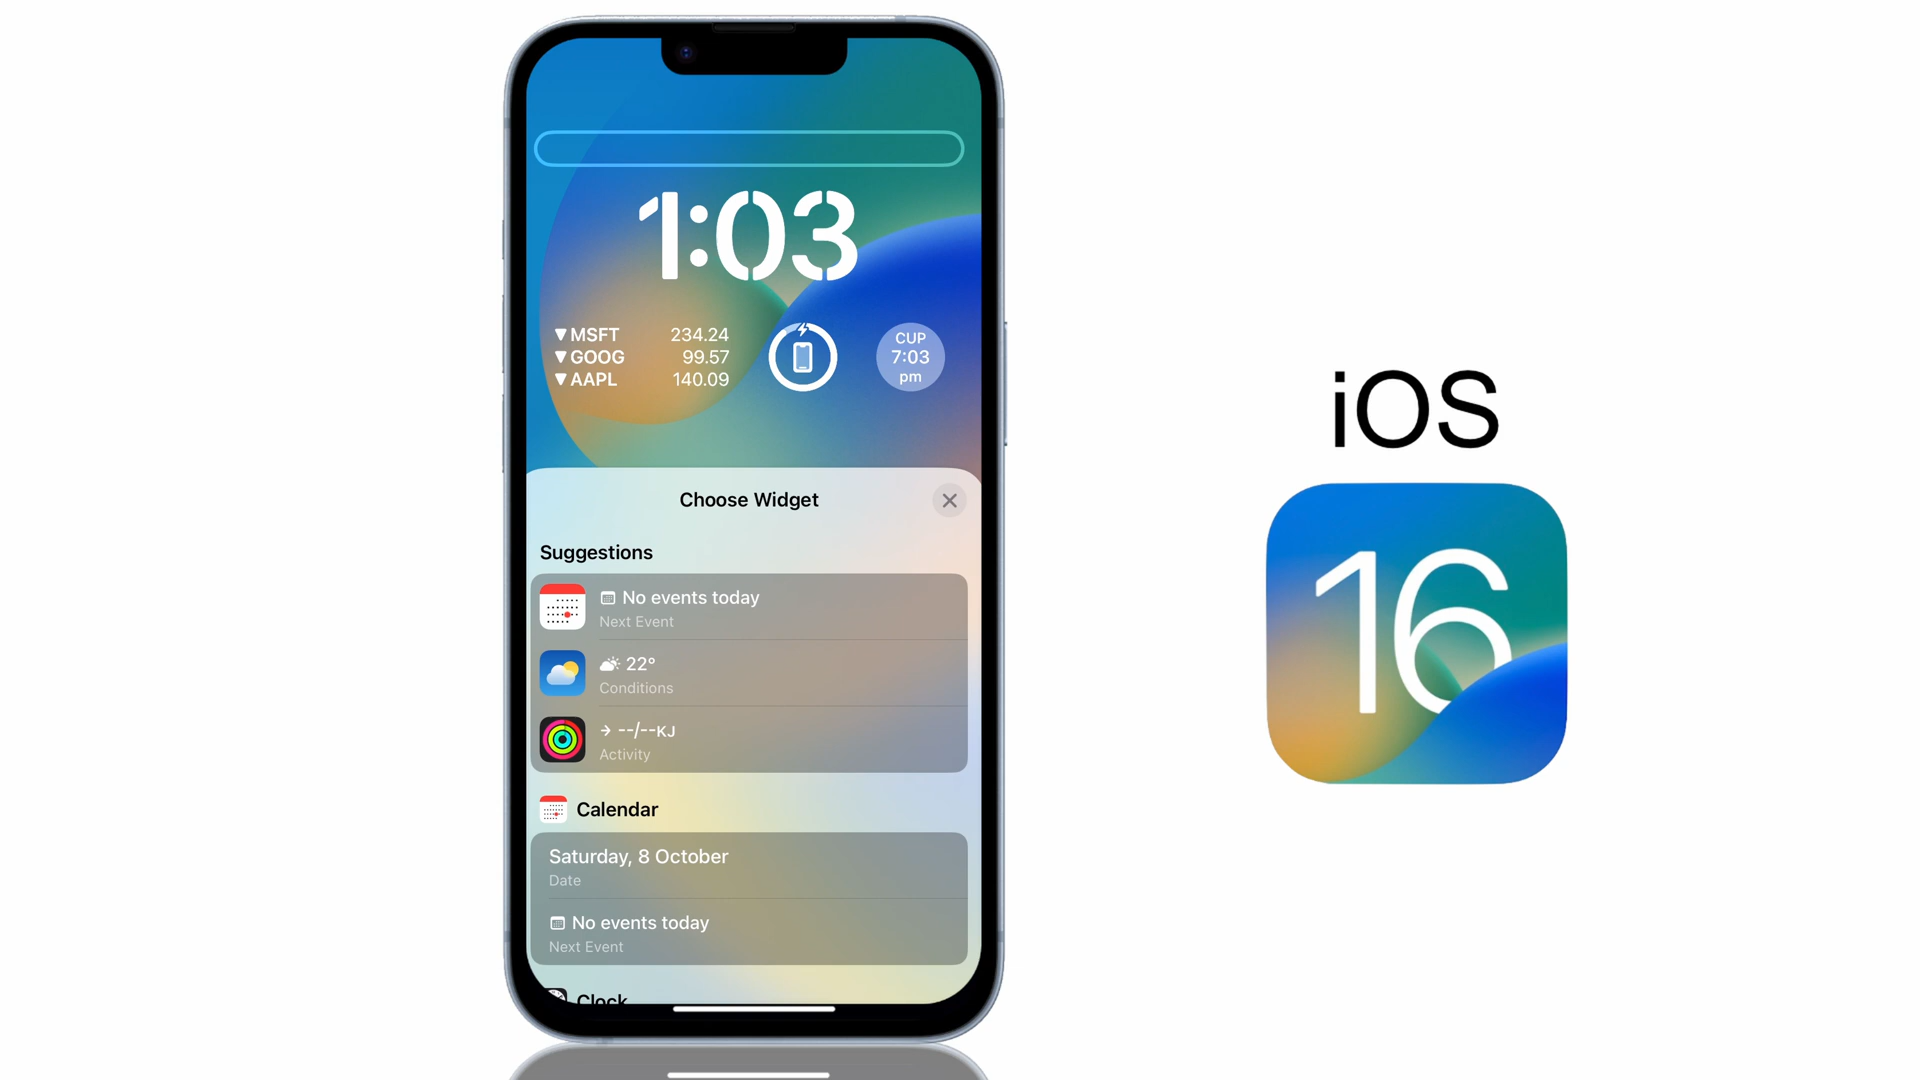 1:03
▼MSFT 234.24
▼GOOG 99.57
▼AAPL 140.09
CUP
7:03
pm
Choose Widget
Suggestions
No events today
Next Event
22°
Conditions
→ --/--KJ
Activity
Calendar
Saturday, 8 October
Date
No events today
Next Event
Clock
iOS
16